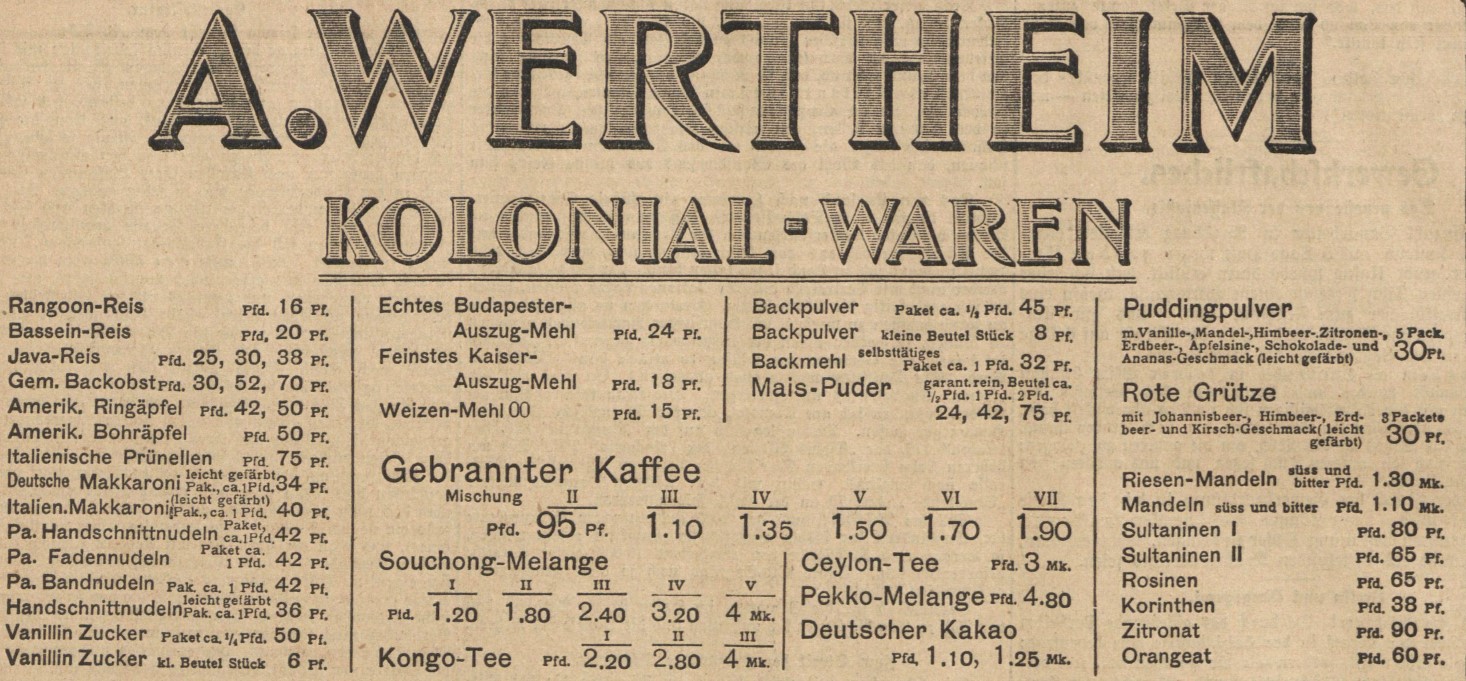 A.WERTHEIM
KOLONIAL-WAREN
Rangoon-Reis Pfd. 16 Pf.
Bassein-Reis Pfd. 20 Pf.
Java-Reis Pfd. 25, 30, 38 Pf.
Gem. Backobst Pfd. 30, 52, 70 Pf.
Amerik. Ringäpfel Pfd. 42, 50 Pf.
Amerik. Bohräpfel Pfd. 50 Pf.
Italienische Prünellen Pfd. 75 Pf.
Deutsche Makkaroni leicht gefärbt Pak., ca. 1 Pfd. 34 Pf.
Italien. Makkaroni (leicht gefärbt) Pak., ca. 1 Pfd. 40 Pf.
Pa. Handschnittnudeln Paket, ca. 1 Pfd. 42 Pf.
Pa. Fadennudeln Paket ca. 1 Pfd. 42 Pf.
Pa. Bandnudeln Pak. ca. 1 Pfd. 42 Pf.
Handschnittnudeln leicht gefärbt Pak. ca. 1 Pfd. 36 Pf.
Vanillin Zucker Paket ca. 1/4 Pfd. 50 Pf.
Vanillin Zucker kl. Beutel Stück 6 Pf.
Echtes Budapester-
Auszug-Mehl Pfd. 24 Pf.
Feinstes Kaiser-
Auszug-Mehl Pfd. 18 Pf.
Weizen-Mehl 00 Pfd. 15 Pf.
Backpulver Paket ca. Pfd. 45 Pf.
Backpulver kleine Beutel Stück 8 Pf.
Backmehl selbsttätiges Paket ca. 1 Pfd. 32 Pf.
Mais-Puder garant. rein, Beutel ca.
1/2 Pfd. 1 Pfd. 2 Pfd.
24, 42, 75 Pf.
Gebrannter Kaffee
Mischung II III IV V VI VII
Pfd. 95 Pf. 1.10 1.35 1.50 1.70 1.90
Souchong-Melange
I II III IV V
Pfd. 1.20 1.80 2.40 3.20 4 Mk.
I II III
Kongo-Tee Pfd. 2.20 2.80 4 Mk.
Ceylon-Tee Pfd. 3 Mk.
Pekko-Melange Pfd. 4.80
Deutscher Kakao
Pfd. 1.10, 1.25 Mk.
Puddingpulver
m. Vanille-, Mandel-, Himbeer-, Zitronen-, 5 Pack.
Erdbeer-, Apfelsine-, Schokolade- und 30 Pf.
Ananas-Geschmack (leicht gefärbt)
Rote Grütze
mit Johannisbeer-, Himbeer-, Erd- 3 Packete
beer- und Kirsch-Geschmack (leicht 30 Pf.
gefärbt)
Riesen-Mandeln süss und bitter Pfd. 1.30 Mk.
Mandeln süss und bitter Pfd. 1.10 Mk.
Sultaninen I Pfd. 80 Pf.
Sultaninen II Pfd. 65 Pf.
Rosinen Pfd. 65 Pf.
Korinthen Pfd. 38 Pf.
Zitronat Pfd. 90 Pf.
Orangeat Pfd. 60 Pf.